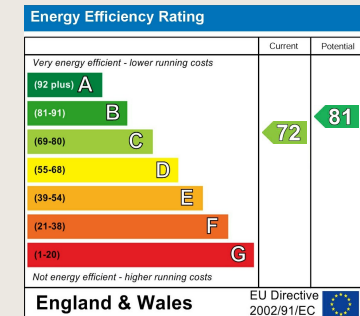 Energy Efficiency Rating
Current Potential
Very energy efficient - lower running costs
(92 plus) A
(81-91) B
81
(69-80) C
72
(55-68) D
(39-54) E
(21-38) F
(1-20) G
Not energy efficient - higher running costs
England & Wales
EU Directive
2002/91/EC